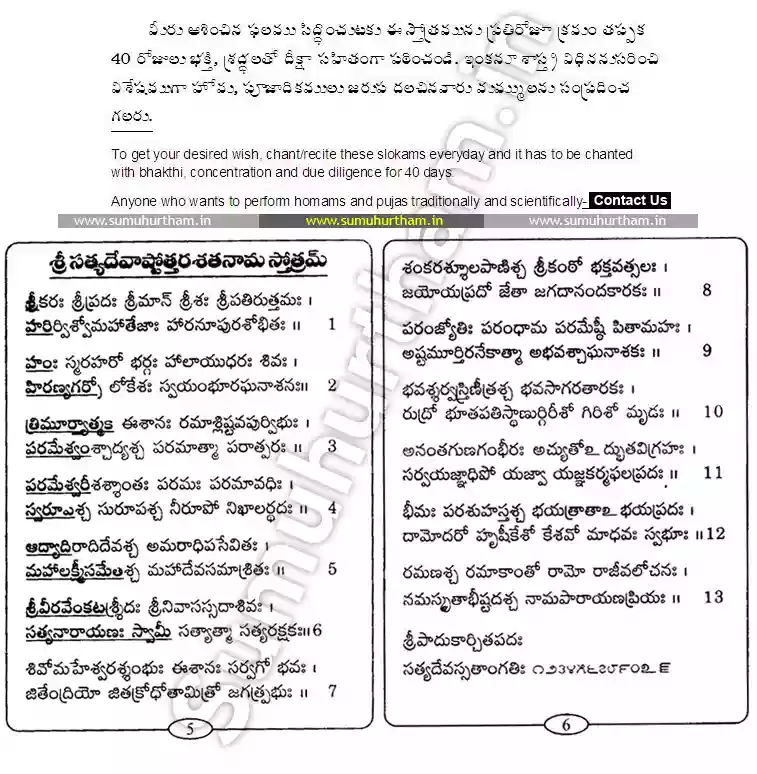 మీరు ఆశించిన ఫలము సిద్ధించుటకు ఈ స్తోత్రమును ప్రతిరోజూ క్రమం తప్పక
40 రోజులు భక్తి, శ్రద్ధలతో దీక్షా సహితంగా పఠించండి. ఇంకనూ శాస్త్ర విధిననుసరించి
విశేషముగా హోమ, పూజాదికములు జరుప దలచినవారు మమ్ములను సంప్రదించ
గలరు.
To get your desired wish, chant/recite these slokams everyday and it has to be chanted
with bhakthi, concentration and due diligence for 40 days.
Anyone who wants to perform homams and pujas traditionally and scientifically- Contact Us
www.sumuhurtham.in www.sumuhurtham.in www.sumuhurtham.in
శ్రీ సత్యదేవాష్టోత్తర శతనామ స్తోత్రమ్
శ్రీకరః శ్రీప్రదః శ్రీమాన్ శ్రీశః శ్రీపతిరుత్తమః ।
హరిర్విశ్వోమహాతేజాః హారనూపురశోభితః ॥ 1
హంః స్మరహరో భర్గః హాలాయుధరః శివః ।
హిరణ్యగర్భో లోకేశః స్వయంభూరఘనాశనః॥ 2
త్రిమూర్త్యాత్మక ఈశానః రమాశ్లిష్టవపుర్విభుః ।
పరమేశ్వంశ్చాద్యశ్చ పరమాత్మా పరాత్పరః ॥ 3
పరమేశ్వరీశశ్శాంతః పరమః పరమావధిః ।
స్వరూపశ్చ సురూపశ్చ నీరూపో నిఖిలార్థదః ॥ 4
ఆద్యాదిరాదిదేవశ్చ అమరాధిపసేవితః ।
మహాలక్ష్మీసమేతశ్చ మహాదేవసమాశ్రితః ॥ 5
శ్రీవీరవేంకటశ్శ్రీదః శ్రీనివాసస్సదాశివః ।
సత్యనారాయణః స్వామీ సత్యాత్మా సత్యరక్షకః॥6
శివోమహేశ్వరశ్శంభుః ఈశానః సర్వగో భవః ।
జితేంద్రియో జితక్రోధోతామిత్రో జగత్ప్రభుః ॥ 7
5
శంకరశ్శూలపాణిశ్చ శ్రీకంఠో భక్తవత్సలః ।
జయోయప్రదో జేతా జగదానందకారకః ॥ 8
పరంజ్యోతిః పరంధామ పరమేష్ఠీ పితామహః ।
అష్టమూర్తిరనేకాత్మా అభవశ్చాఘనాశకః ॥ 9
భవశ్శర్వస్త్రిణేత్రశ్చ భవసాగరతారకః ।
రుద్రో భూతపతిస్థాణుర్గిరీశో గిరిశో మృడః ॥ 10
అనంతగుణగంభీరః అచ్యుతోఽద్భుతవిగ్రహః ।
సర్వయజ్ఞాధిపో యజ్వా యజ్ఞకర్మఫలప్రదః ॥ 11
భీమః పరశుహస్తశ్చ భయత్రాతాఽభయప్రదః ।
దామోదరో హృషీకేశో కేశవో మాధవః స్వభూః ॥12
రమణశ్చ రమాకాంతో రామో రాజీవలోచనః ।
నమస్కృతాభీష్టదశ్చ నామపారాయణప్రియః ॥ 13
శ్రీపాదుకార్చితపదః
సత్యదేవస్సతాంగతిః ౧౨౩౪౫౬౭౮౯౦౨౯
6
sumuhurtham.in